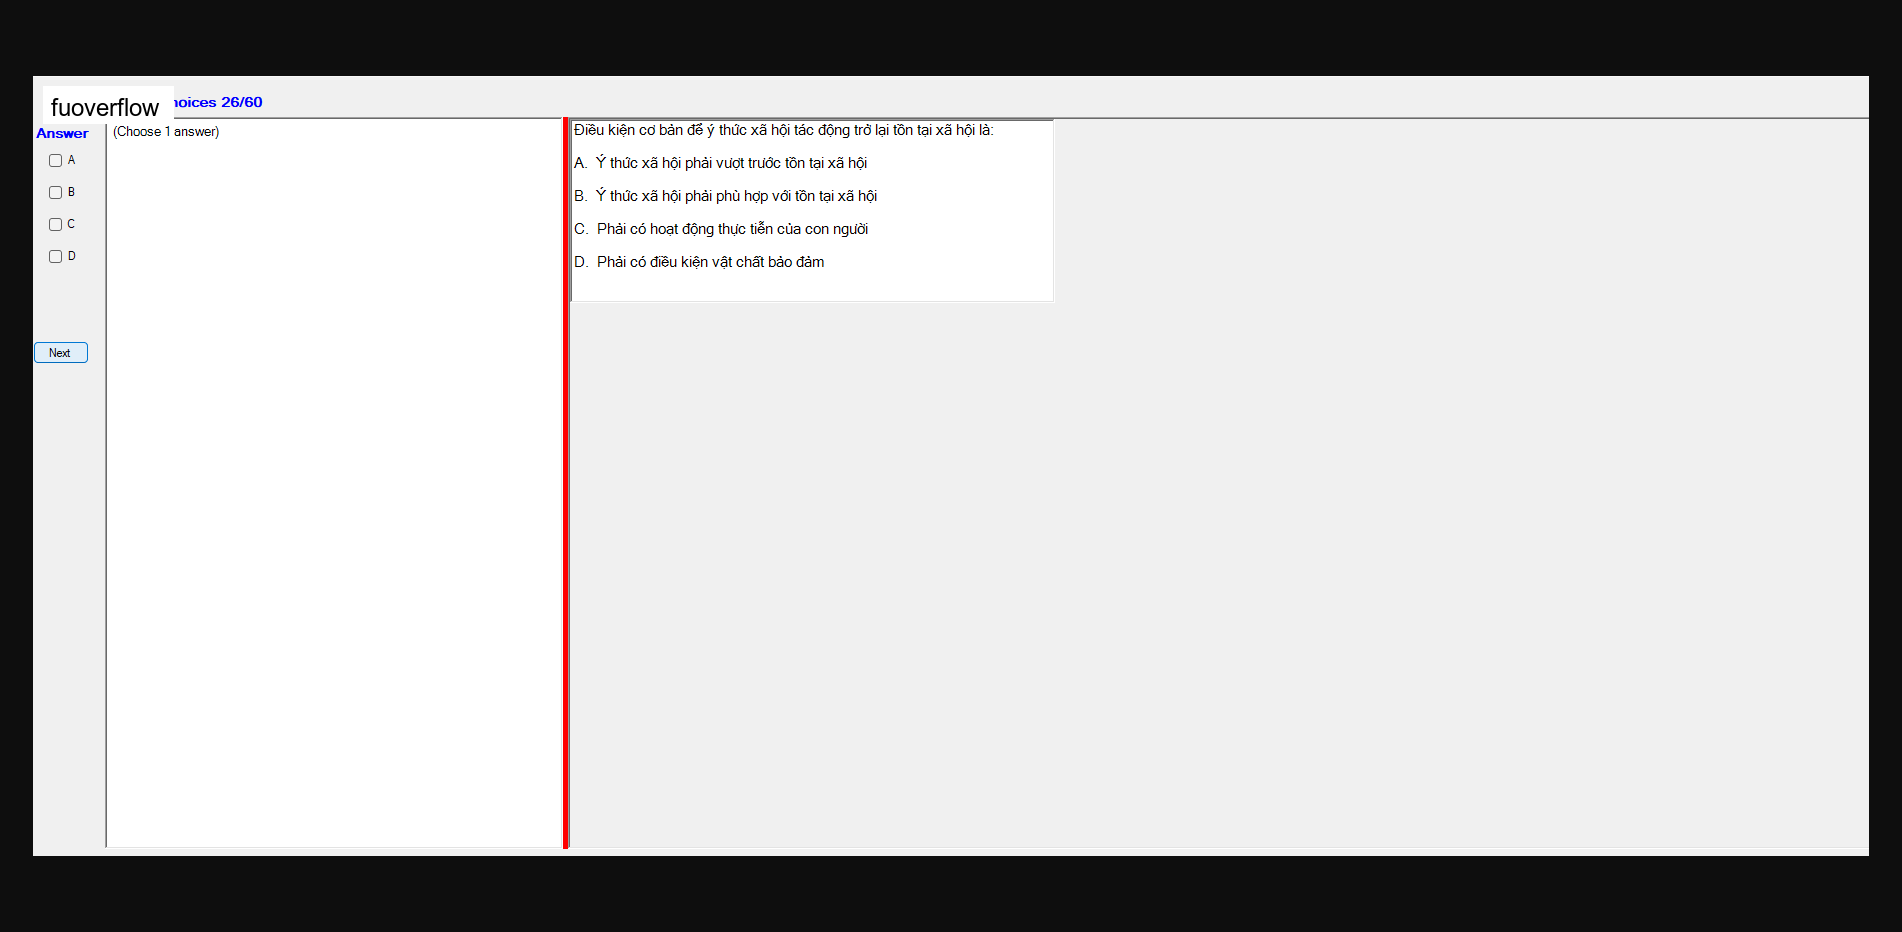 fuoverflow
hoices 26/60
Answer
(Choose 1 answer)
A
B
C
D
Next
Điều kiện cơ bản để ý thức xã hội tác động trở lại tồn tại xã hội là:
A. Ý thức xã hội phải vượt trước tồn tại xã hội
B. Ý thức xã hội phải phù hợp với tồn tại xã hội
C. Phải có hoạt động thực tiễn của con người
D. Phải có điều kiện vật chất bảo đảm